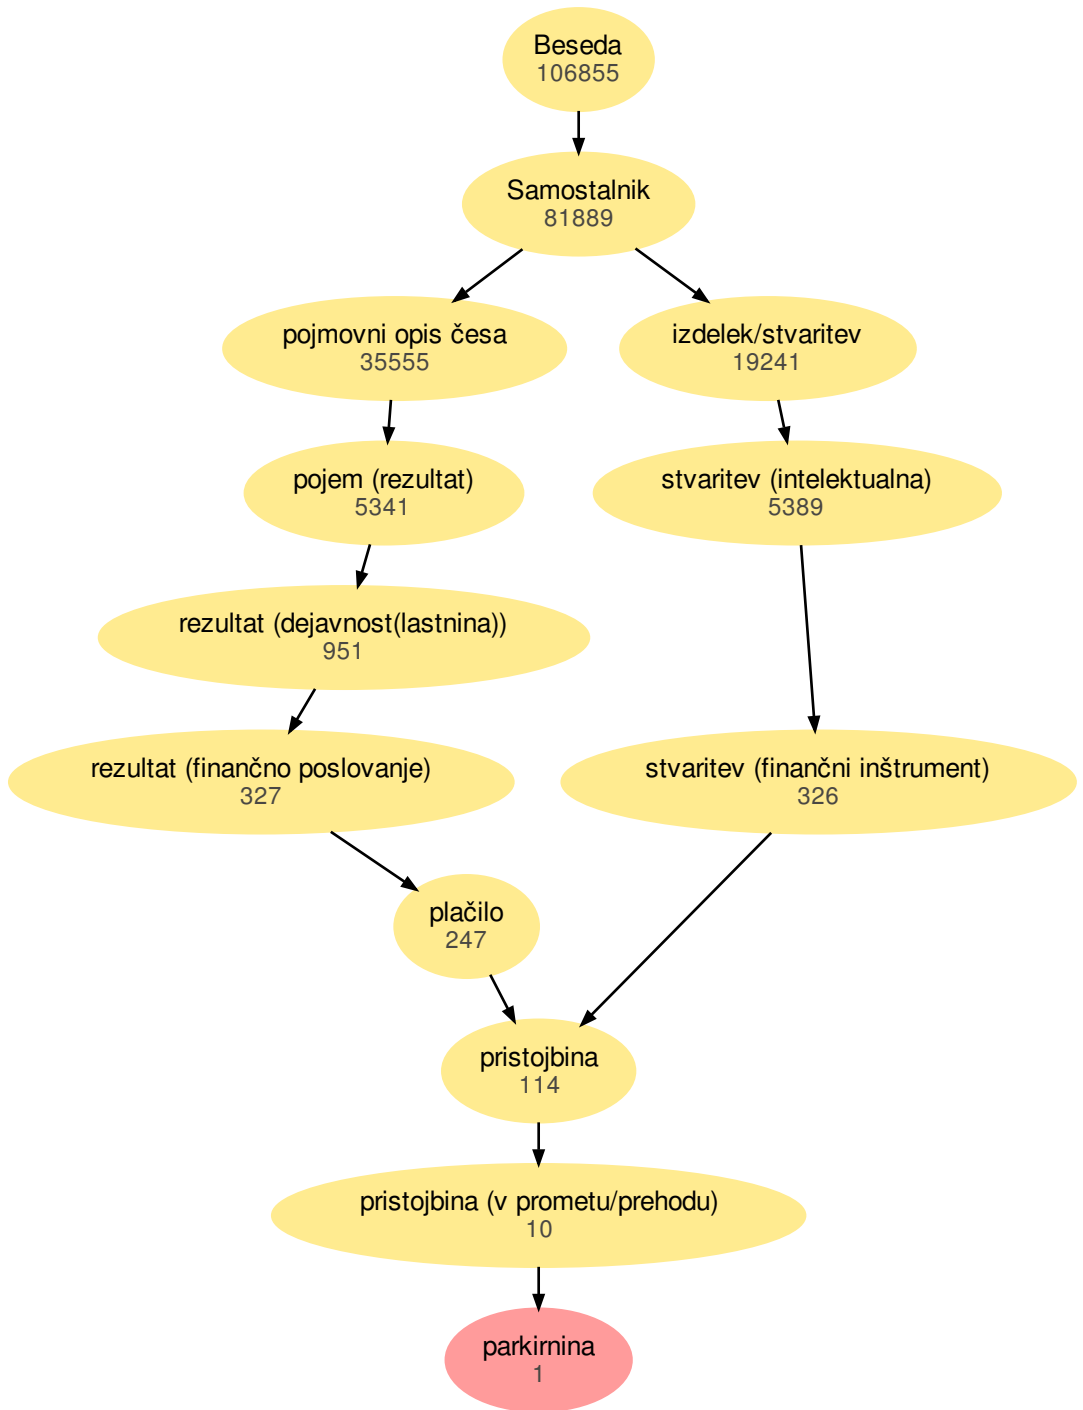 Beseda
106855
Samostalnik
81889
pojmovni opis česa
35555
izdelek/stvaritev
19241
pojem (rezultat)
5341
stvaritev (intelektualna)
5389
rezultat (dejavnost(lastnina))
951
rezultat (finančno poslovanje)
327
stvaritev (finančni inštrument)
326
plačilo
247
pristojbina
114
pristojbina (v prometu/prehodu)
10
parkirnina
1